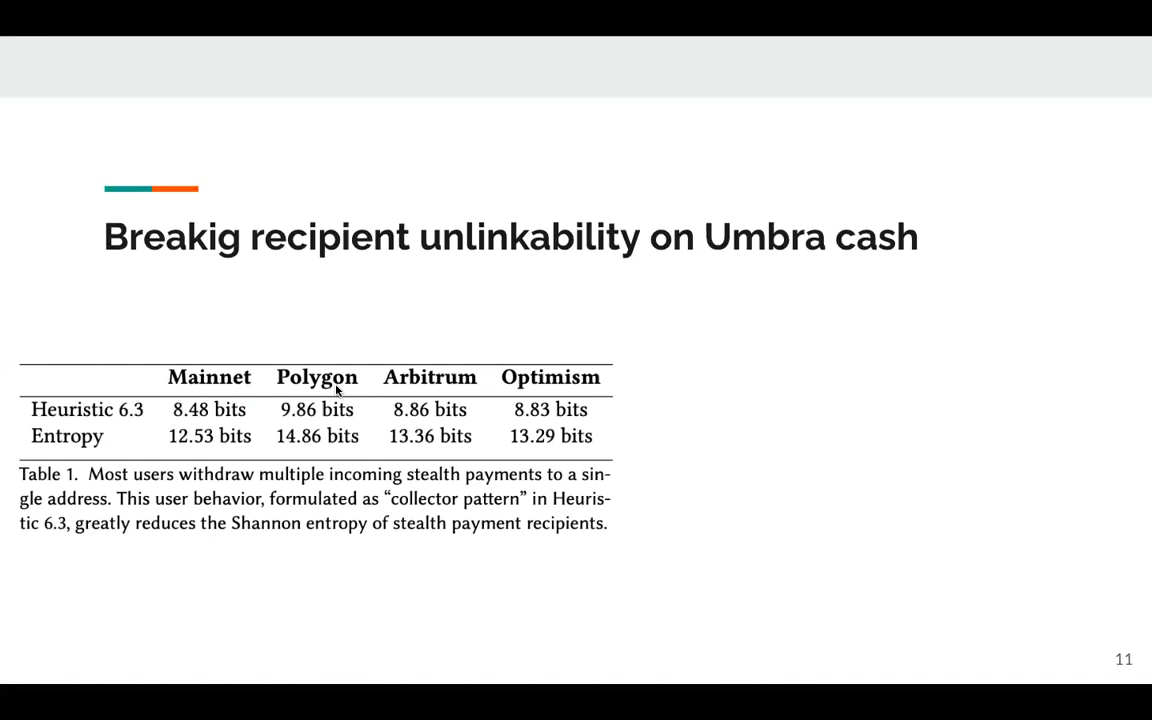 Breakig recipient unlinkability on Umbra cash
Mainnet Polygon Arbitrum Optimism
Heuristic 6.3 8.48 bits 9.86 bits 8.86 bits 8.83 bits
Entropy 12.53 bits 14.86 bits 13.36 bits 13.29 bits
Table 1. Most users withdraw multiple incoming stealth payments to a sin-
gle address. This user behavior, formulated as “collector pattern” in Heuris-
tic 6.3, greatly reduces the Shannon entropy of stealth payment recipients.
11